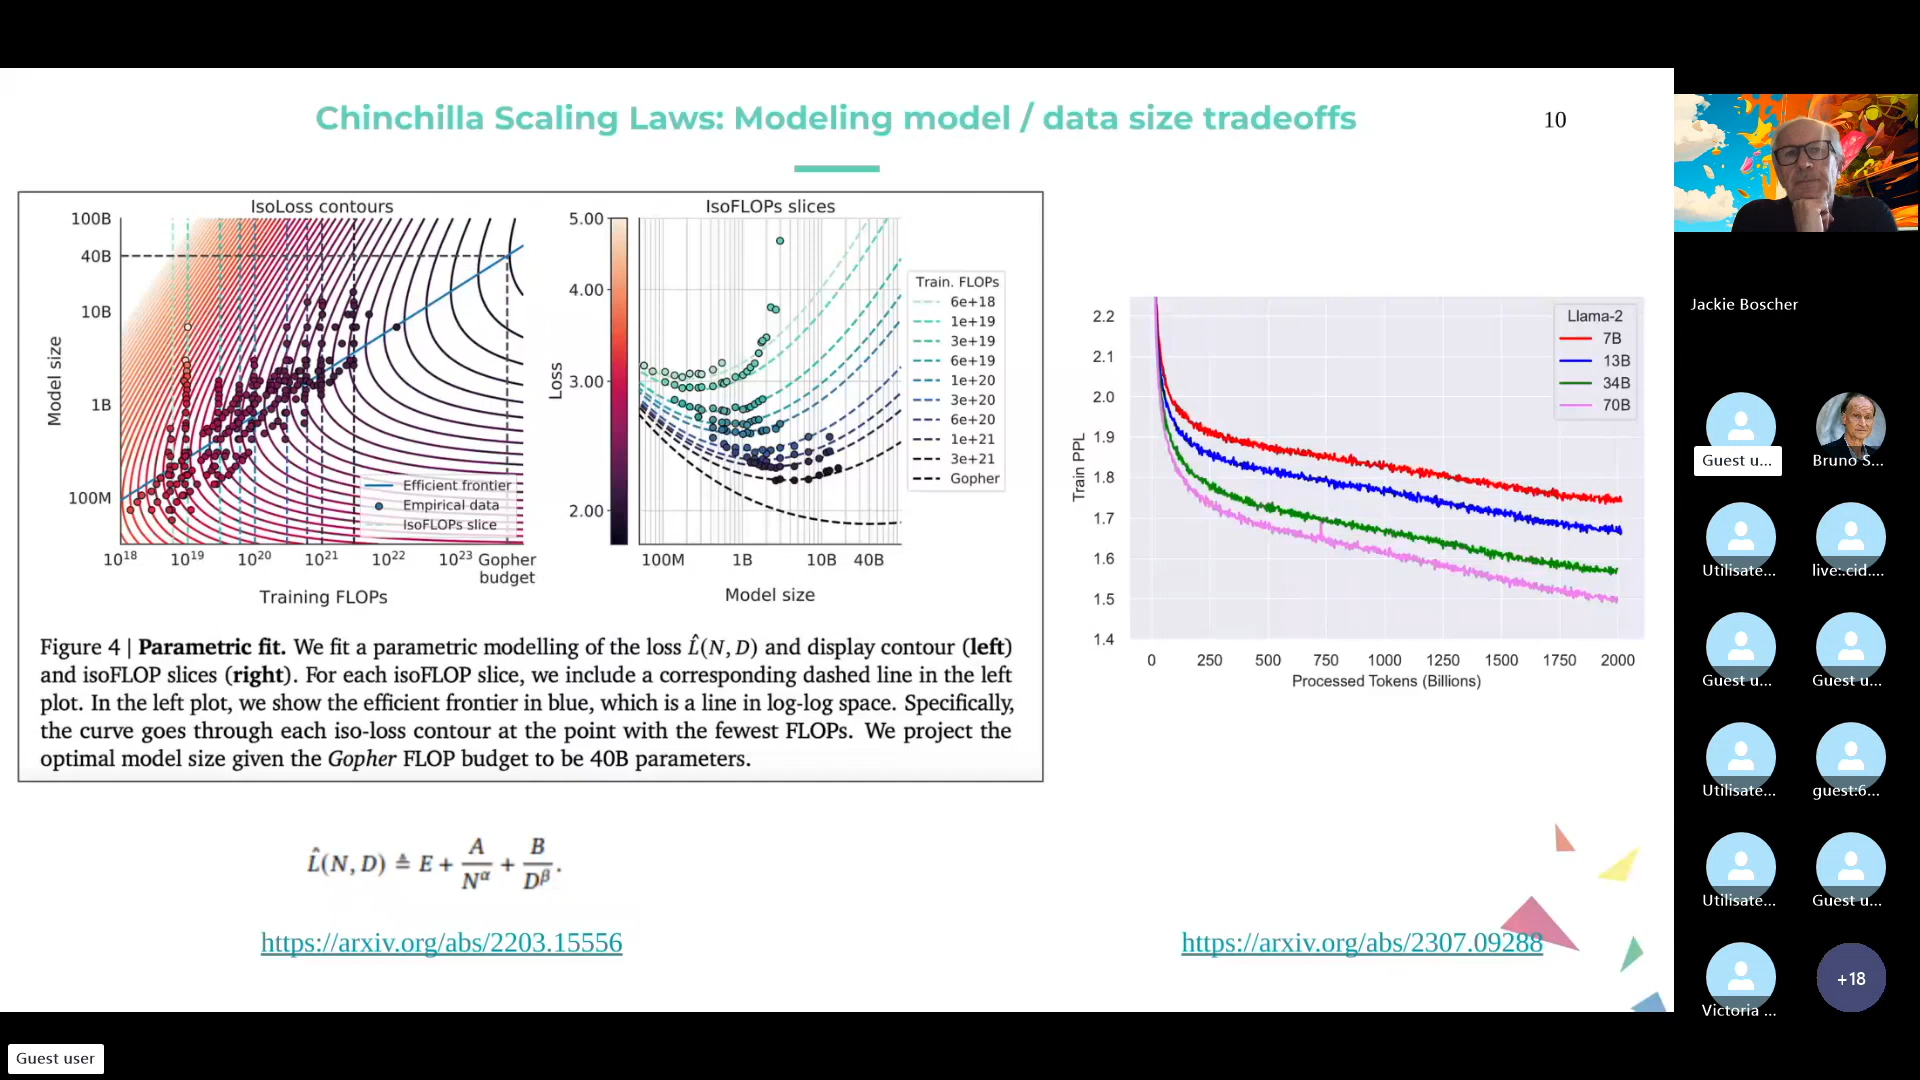 Chinchilla Scaling Laws: Modeling model / data size tradeoffs
10
IsoLoss contours
100B
40B
10B
1B
100M
Model size
10^18
10^19
10^20
10^21
10^22
10^23
Gopher
budget
Training FLOPs
Efficient frontier
Empirical data
IsoFLOPs slice
IsoFLOPs slices
5.00
4.00
3.00
2.00
Loss
100M
1B
10B
40B
Model size
Train. FLOPs
6e+18
1e+19
3e+19
6e+19
1e+20
3e+20
6e+20
1e+21
3e+21
Gopher
Figure 4 | Parametric fit. We fit a parametric modelling of the loss L̂(N, D) and display contour (left)
and isoFLOP slices (right). For each isoFLOP slice, we include a corresponding dashed line in the left
plot. In the left plot, we show the efficient frontier in blue, which is a line in log-log space. Specifically,
the curve goes through each iso-loss contour at the point with the fewest FLOPs. We project the
optimal model size given the Gopher FLOP budget to be 40B parameters.
L̂(N, D) ≜ E + A/N^α + B/D^β.
https://arxiv.org/abs/2203.15556
2.2
2.1
2.0
1.9
1.8
1.7
1.6
1.5
1.4
Train PPL
Llama-2
7B
13B
34B
70B
0
250
500
750
1000
1250
1500
1750
2000
Processed Tokens (Billions)
https://arxiv.org/abs/2307.09288
Jackie Boscher
Guest u...
Bruno S...
Utilisate...
live:.cid....
Guest u...
Guest u...
Utilisate...
guest:6...
Utilisate...
Guest u...
Victoria ...
+18
Guest user